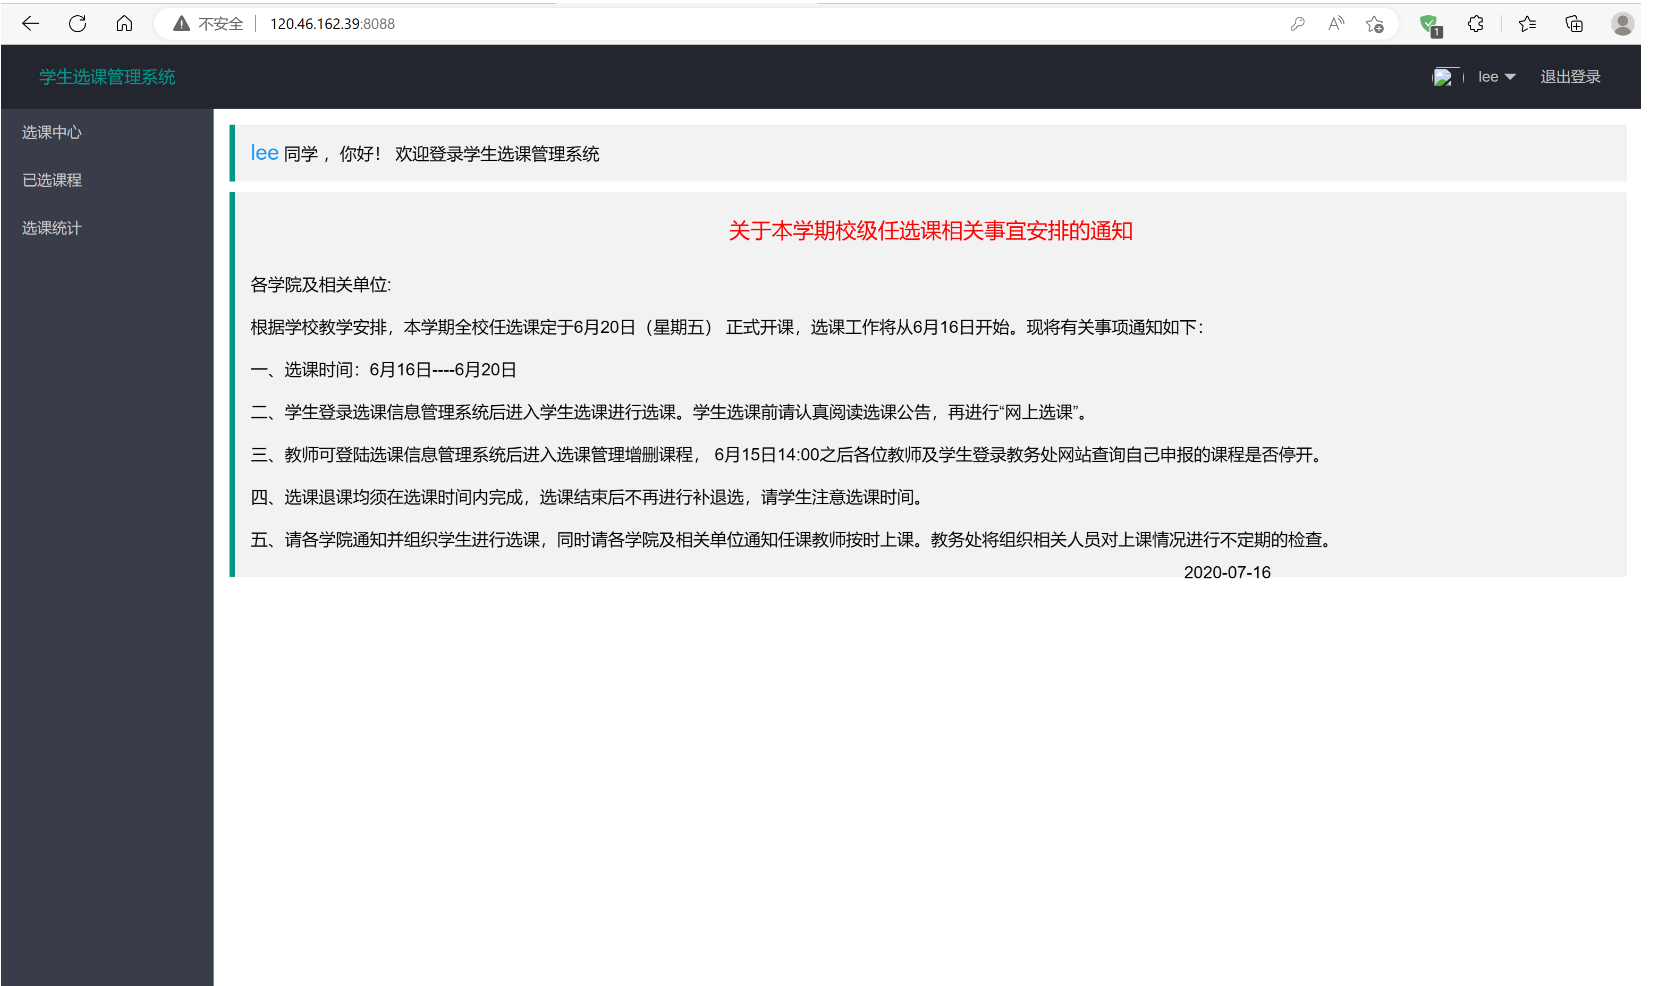 不安全 120.46.162.39:8088
1
学生选课管理系统
lee 退出登录
选课中心
已选课程
选课统计
lee 同学 ，你好！ 欢迎登录学生选课管理系统
关于本学期校级任选课相关事宜安排的通知
各学院及相关单位:
根据学校教学安排，本学期全校任选课定于6月20日（星期五） 正式开课，选课工作将从6月16日开始。现将有关事项通知如下：
一、选课时间：6月16日----6月20日
二、学生登录选课信息管理系统后进入学生选课进行选课。学生选课前请认真阅读选课公告，再进行“网上选课”。
三、教师可登陆选课信息管理系统后进入选课管理增删课程， 6月15日14:00之后各位教师及学生登录教务处网站查询自己申报的课程是否停开。
四、选课退课均须在选课时间内完成，选课结束后不再进行补退选，请学生注意选课时间。
五、请各学院通知并组织学生进行选课，同时请各学院及相关单位通知任课教师按时上课。教务处将组织相关人员对上课情况进行不定期的检查。
2020-07-16